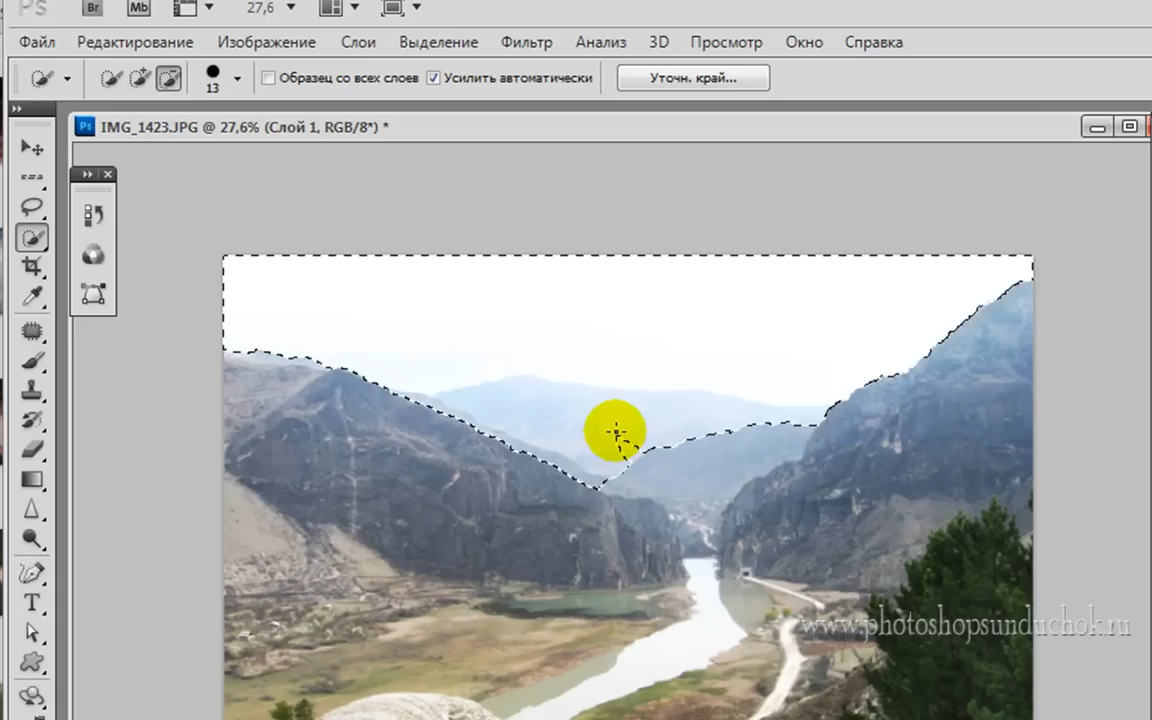 Ps Br Mb 27,6
Файл Редактирование Изображение Слои Выделение Фильтр Анализ 3D Просмотр Окно Справка
13 Образец со всех слоев Усилить автоматически Уточн. край...
Ps IMG_1423.JPG @ 27,6% (Слой 1, RGB/8*) *
www.photoshopsunduchok.ru
T